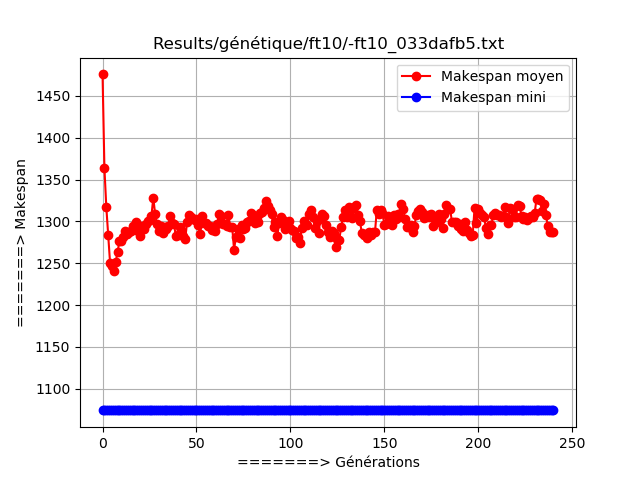 Results/génétique/ft10/-ft10_033dafb5.txt
Makespan moyen
Makespan mini
1450
1400
1350
1300
1250
1200
1150
1100
=======> Makespan
0
50
100
150
200
250
=======> Générations